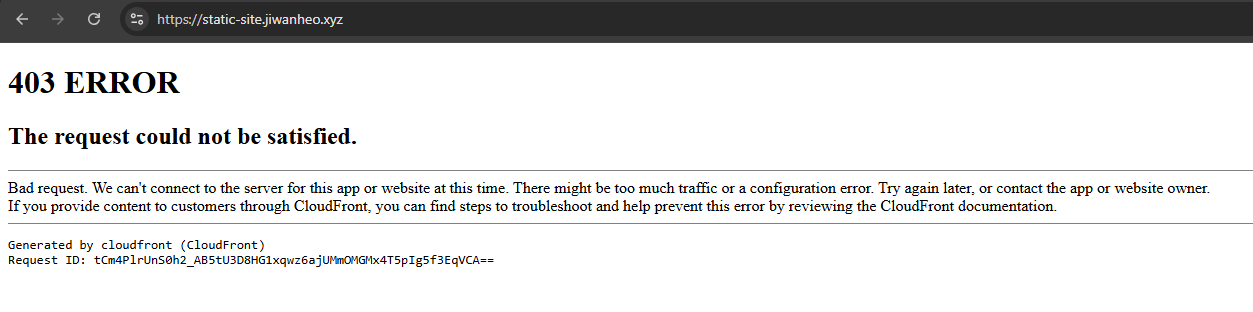 https://static-site.jiwanheo.xyz
403 ERROR
The request could not be satisfied.
Bad request. We can't connect to the server for this app or website at this time. There might be too much traffic or a configuration error. Try again later, or contact the app or website owner.
If you provide content to customers through CloudFront, you can find steps to troubleshoot and help prevent this error by reviewing the CloudFront documentation.
Generated by cloudfront (CloudFront)
Request ID: tCm4PlrUnS0h2_AB5tU3D8HG1xqwz6ajUMmOMGMx4T5pIg5f3EqVCA==